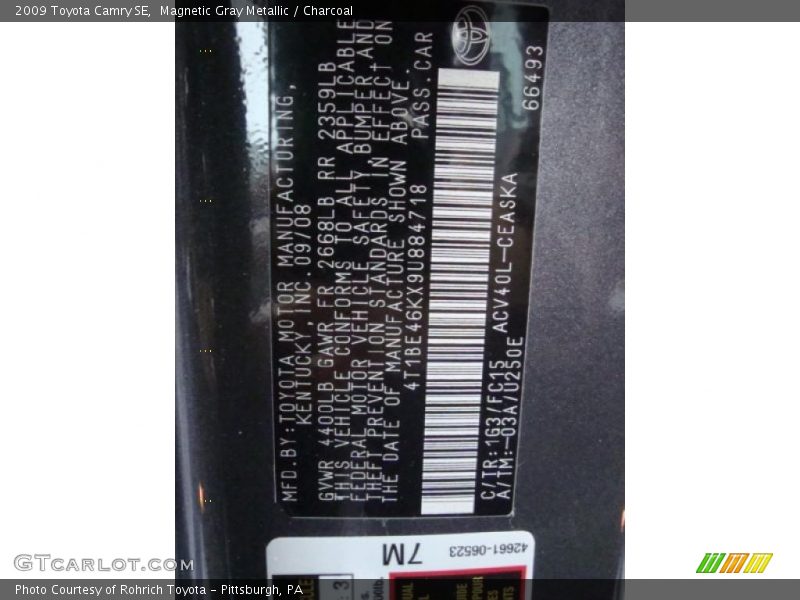 2009 Toyota Camry SE, Magnetic Gray Metallic / Charcoal
MFD.BY:TOYOTA MOTOR MANUFACTURING,
KENTUCKY,INC. 09/08
GVWR 4400LB GAWR FR 2668LB RR 2359LB
THIS VEHICLE CONFORMS TO ALL APPLICABLE
FEDERAL MOTOR VEHICLE SAFETY, BUMPER AND
THEFT PREVENTION STANDARDS IN EFFECT ON
THE DATE OF MANUFACTURE SHOWN ABOVE.
4T1BE46KX9U884718 PASS.CAR
C/TR:1G3/FC15 ACV40L-CEASKA
A/TM:-03A/U250E 66493
42661-06523
7M
GTCarLot.com
Photo Courtesy of Rohrich Toyota - Pittsburgh, PA